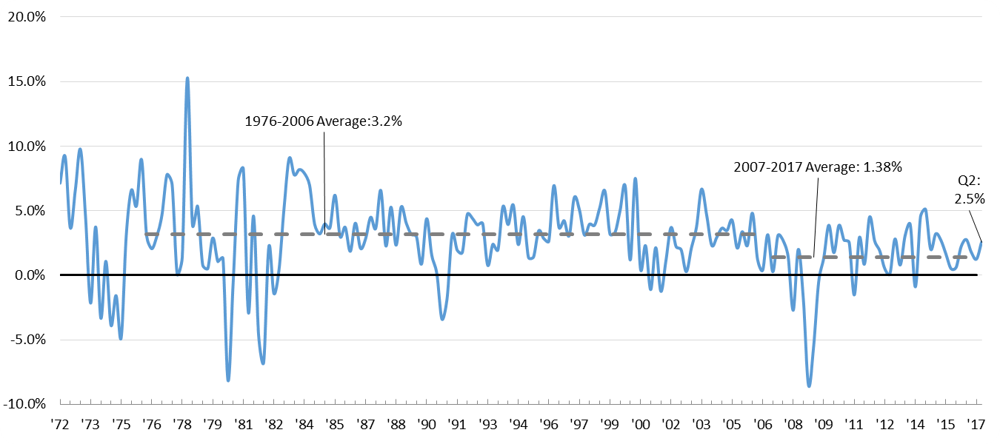 20.0%
15.0%
1976-2006 Average:3.2%
10.0%
2007-2017 Average: 1.38%
Q2:
2.5%
5.0%
0.0%
-5.0%
-10.0%
'72 '73 '75 '76 '78 '79 '81 '82 '84 '85 '87 '88 '90 '91 '93 '94 '96 '97 '99 '00 '02 '03 '05 '06 '08 '09 '11 '12 '14 '15 '17